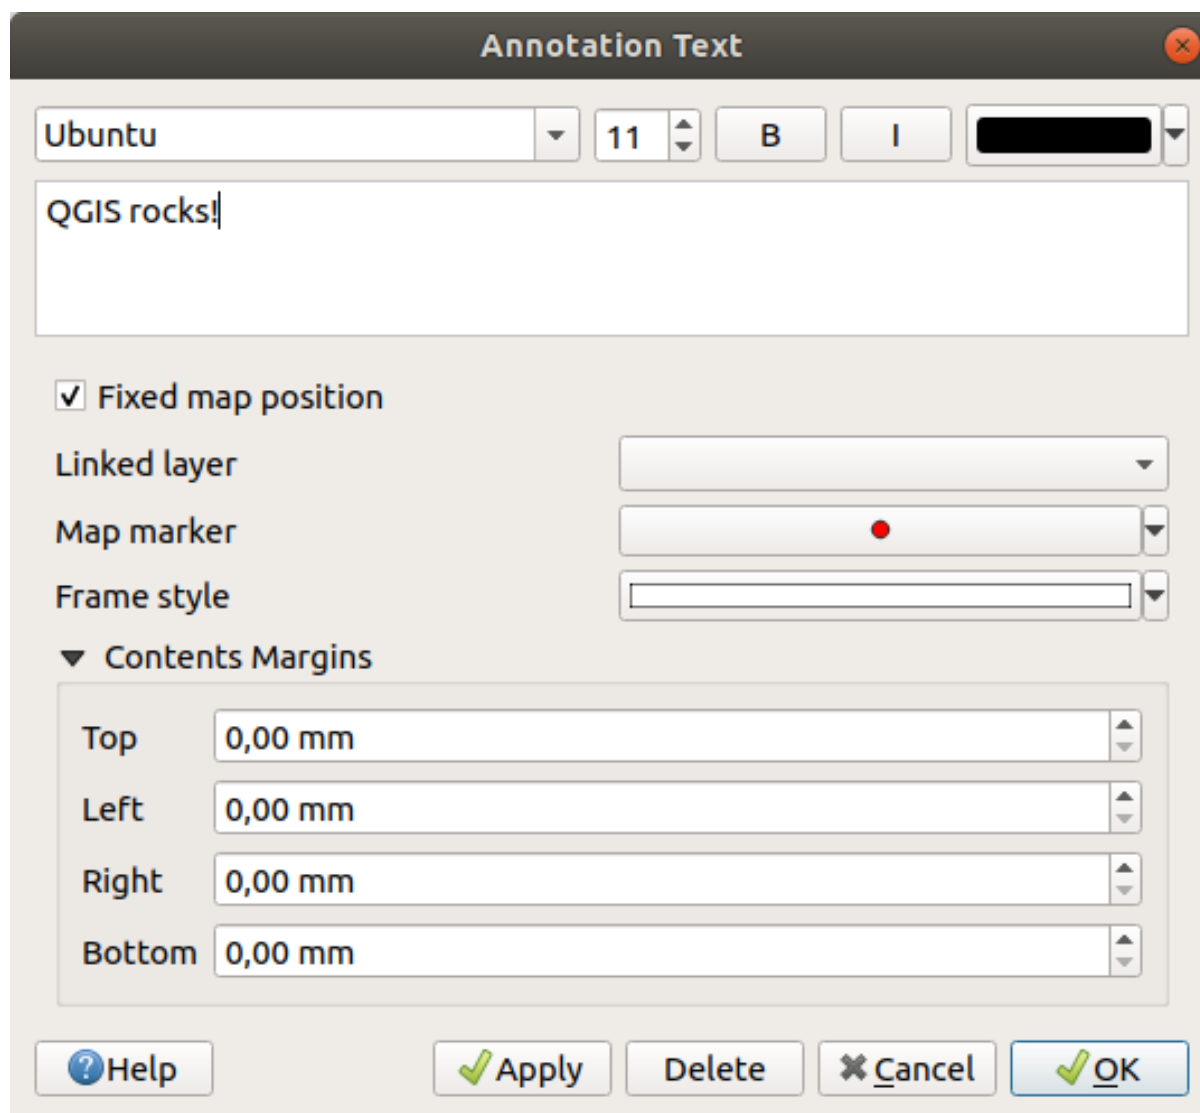 Annotation Text
Ubuntu 11 B I
QGIS rocks!
Fixed map position
Linked layer
Map marker
Frame style
Contents Margins
Top 0,00 mm
Left 0,00 mm
Right 0,00 mm
Bottom 0,00 mm
Help Apply Delete Cancel OK